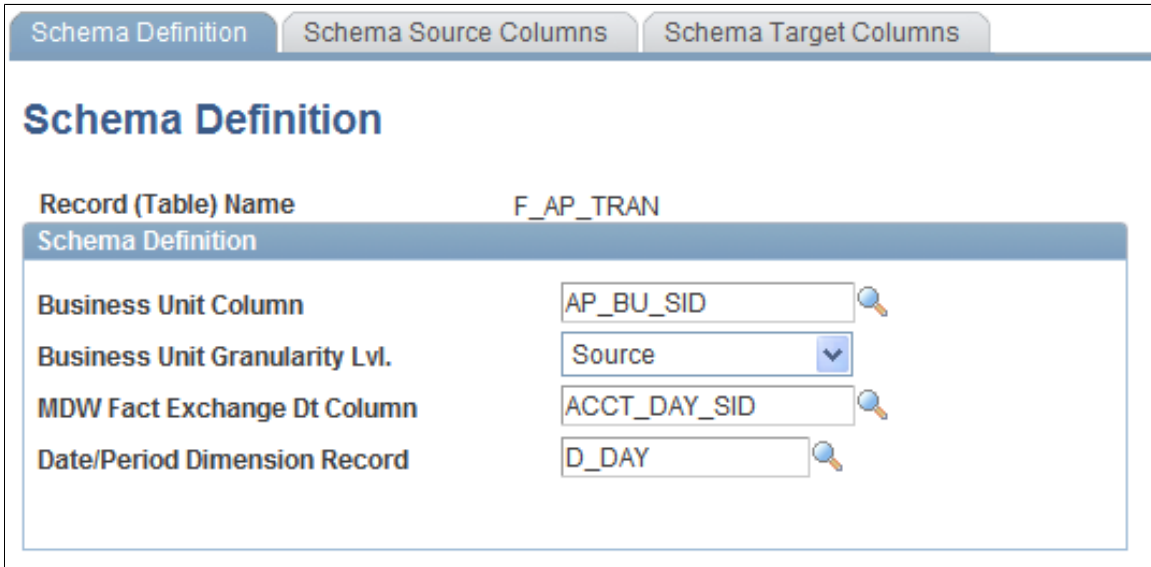 Schema Definition Schema Source Columns Schema Target Columns
Schema Definition
Record (Table) Name F_AP_TRAN
Schema Definition
Business Unit Column AP_BU_SID
Business Unit Granularity Lvl. Source
MDW Fact Exchange Dt Column ACCT_DAY_SID
Date/Period Dimension Record D_DAY